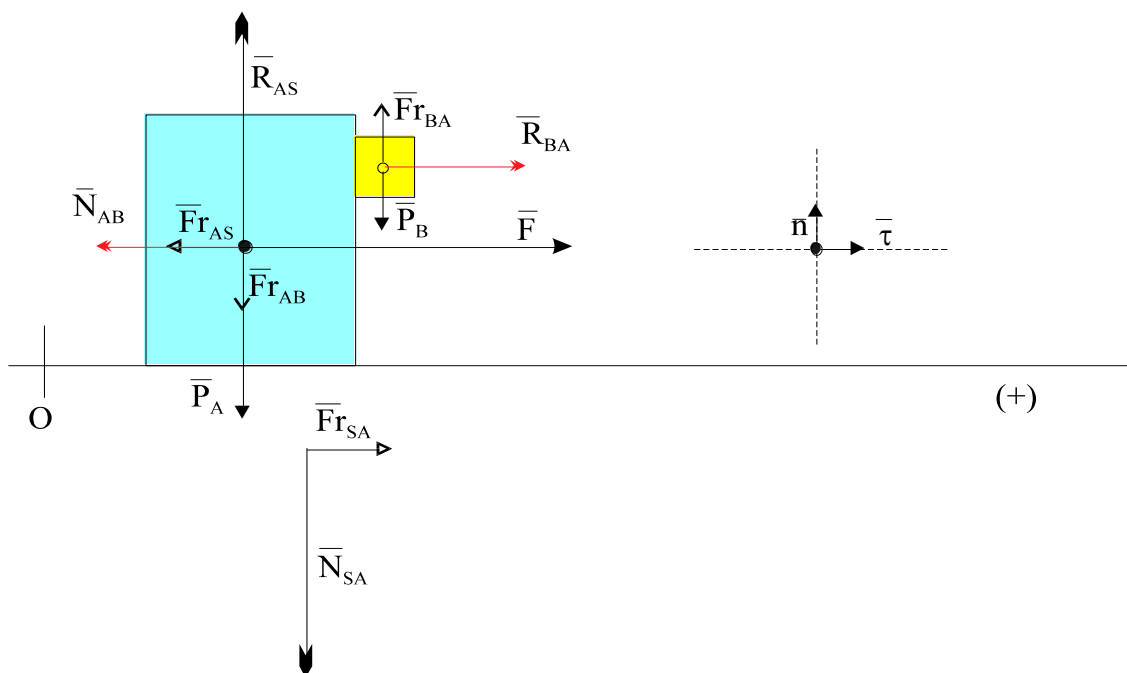 R̅AS
F̅rBA
R̅BA
N̅AB
F̅rAS
P̅B
F̅
n̅
τ̅
F̅rAB
P̅A
O
(+)
F̅rSA
N̅SA